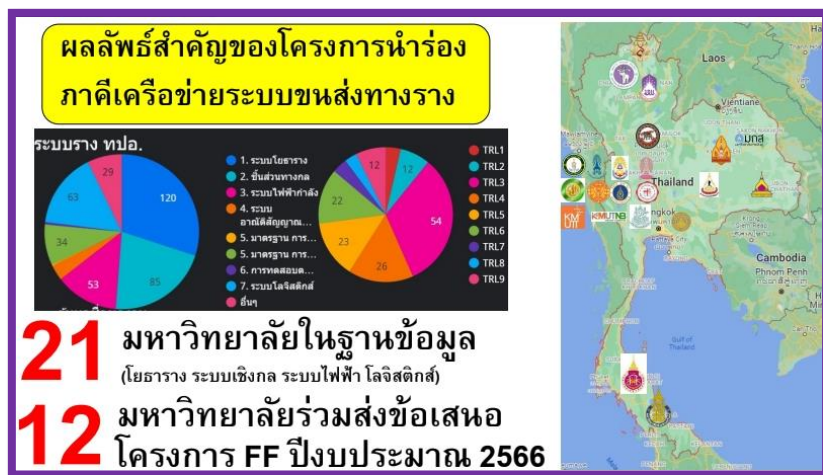 ผลลัพธ์สำคัญของโครงการนำร่อง
ภาคีเครือข่ายระบบขนส่งทางราง
ระบบราง ทปอ.
29
63
120
34
53
85
1. ระบบโยธาราง
2. ชิ้นส่วนทางกล
3. ระบบไฟฟ้ากำลัง
4. ระบบ
อาณัติสัญญาณ...
5. มาตรฐาน การ...
5. มาตรฐาน การ...
6. การทดสอบด...
7. ระบบโลจิสติกส์
อื่นๆ
12
12
22
54
23
26
TRL1
TRL2
TRL3
TRL4
TRL5
TRL6
TRL7
TRL8
TRL9
21 มหาวิทยาลัยในฐานข้อมูล
(โยธาราง ระบบเชิงกล ระบบไฟฟ้า โลจิสติกส์)
12 มหาวิทยาลัยร่วมส่งข้อเสนอ
โครงการ FF ปีงบประมาณ 2566
Laos
Vientiane
Thailand
Pattaya City
Cambodia
Phnom Penh
Gulf of
Thailand
KMUTNB